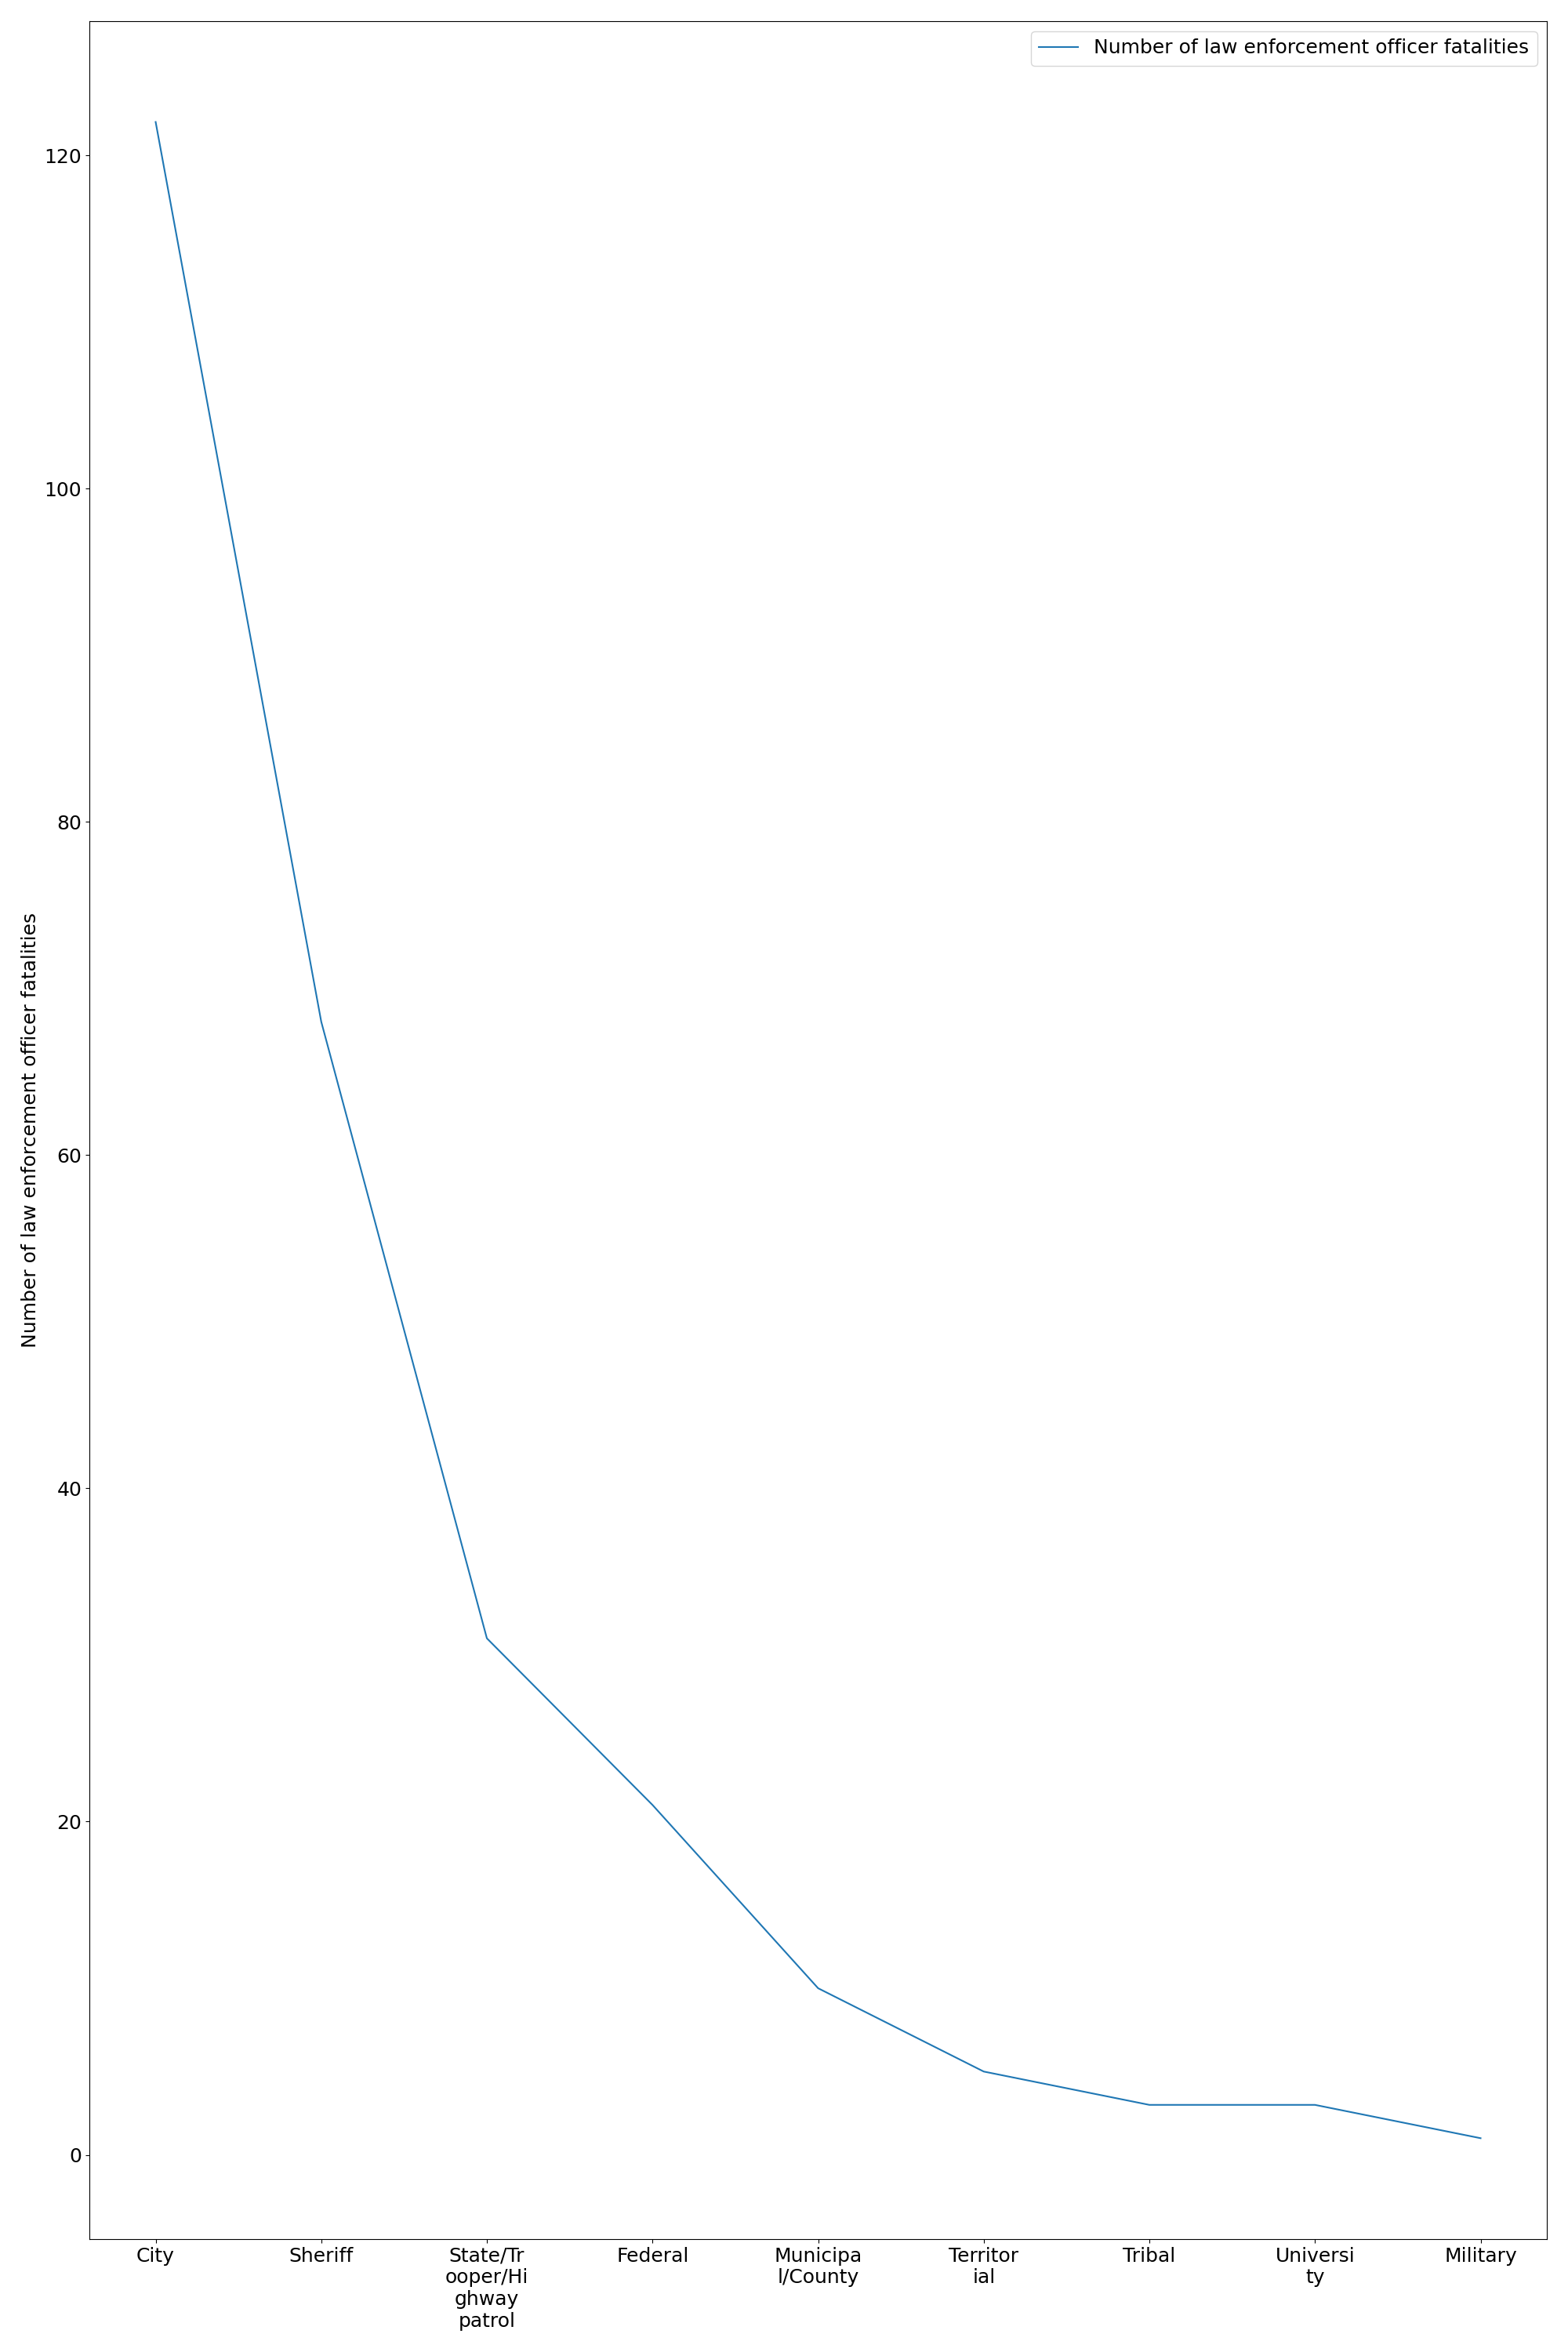 Number of law enforcement officer fatalities
120
100
80
60
40
20
0
Number of law enforcement officer fatalities
City
Sheriff
State/Tr
ooper/Hi
ghway
patrol
Federal
Municipa
l/County
Territor
ial
Tribal
Universi
ty
Military